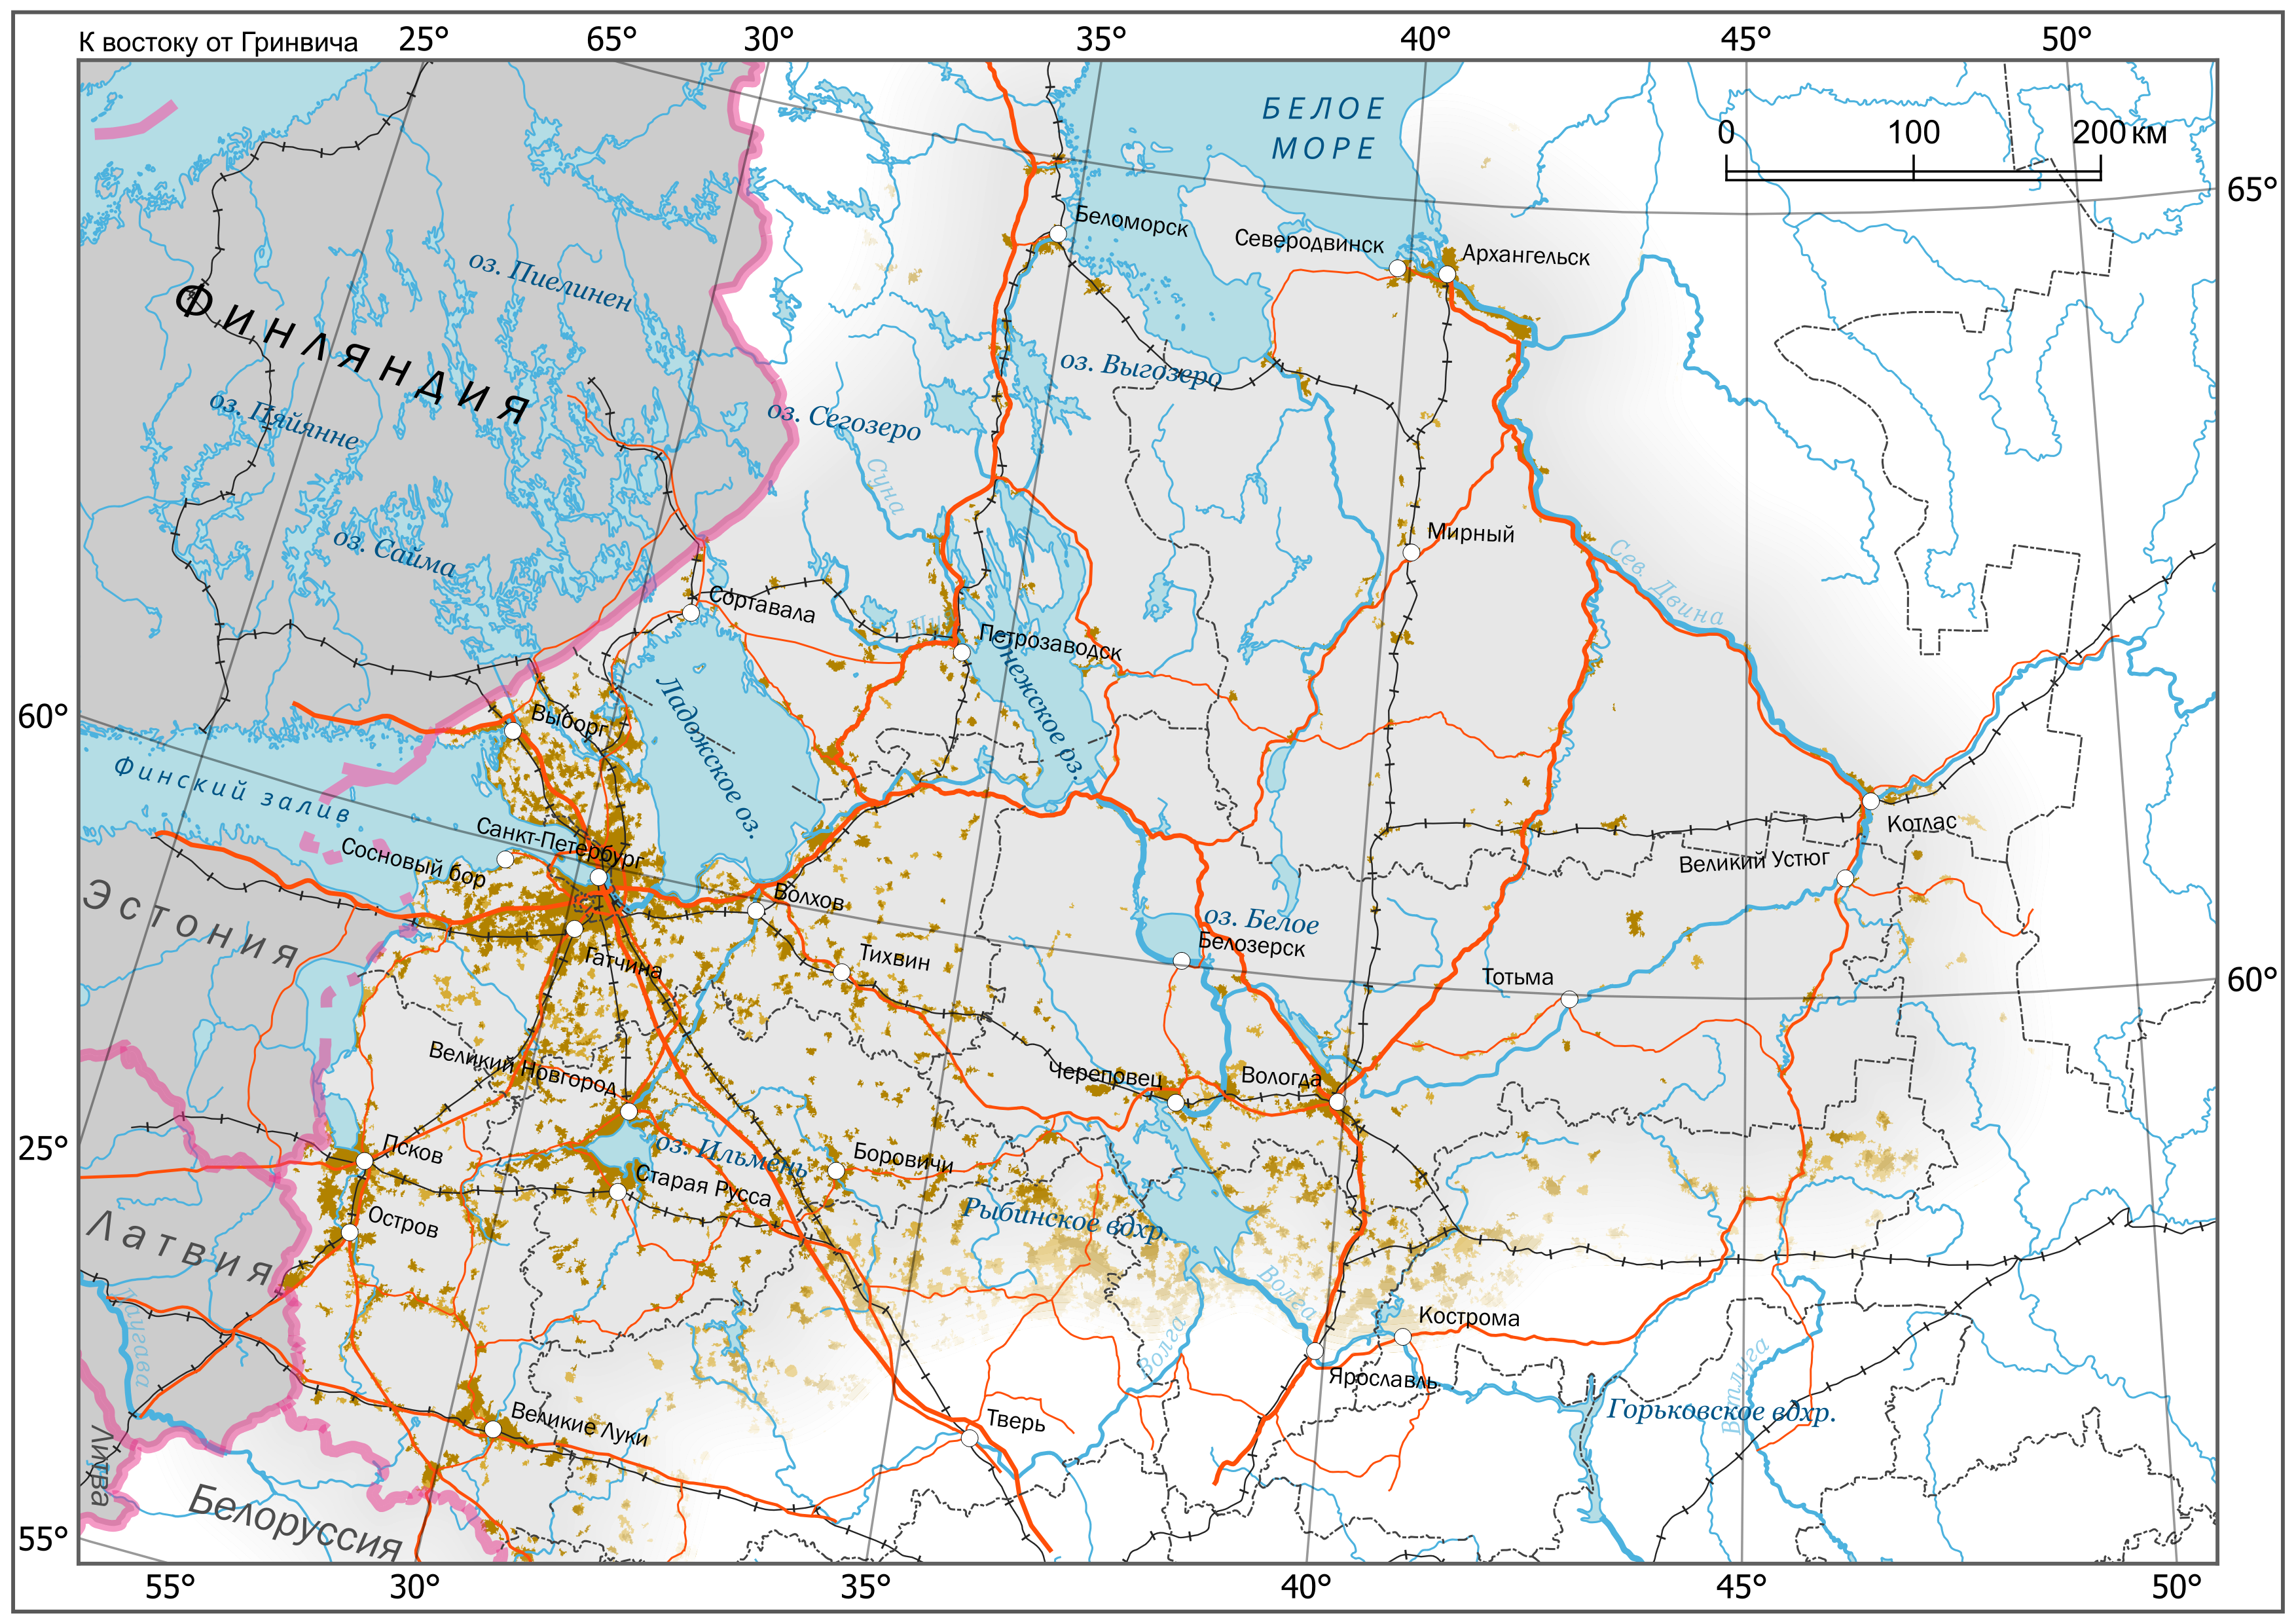 К востоку от Гринвича
25°
65°
30°
35°
40°
45°
50°
БЕЛОЕ
МОРЕ
0
100
200 км
65°
Беломорск
Северодвинск
Архангельск
оз. Пиелинен
ФИНЛЯНДИЯ
оз. Выгозеро
оз. Пяйянне
оз. Сегозеро
Суна
оз. Сайма
Мирный
Сев. Двина
Сортавала
Петрозаводск
Онежское рз.
Ладожское оз.
60°
Выборг
Финский залив
Санкт-Петербург
Сосновый бор
Котлас
Великий Устюг
Эстония
Волхов
оз. Белое
Белозерск
Тихвин
Гатчина
Тотьма
60°
Великий Новгород
Череповец
Вологда
25°
Псков
оз. Ильмень
Боровичи
Старая Русса
Остров
Рыбинское вдхр.
Латвия
Волга
Даугава
Кострома
Волга
Ярославль
Ветлуга
Горьковское вдхр.
Великие Луки
Тверь
Литва
Белоруссия
55°
55°
30°
35°
40°
45°
50°